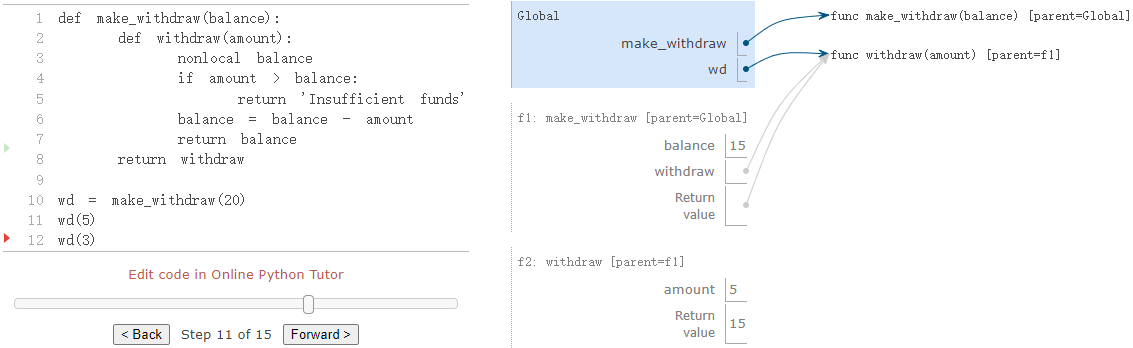 1 def make_withdraw(balance):
2 def withdraw(amount):
3 nonlocal balance
4 if amount > balance:
5 return 'Insufficient funds'
6 balance = balance - amount
7 return balance
8 return withdraw
9
10 wd = make_withdraw(20)
11 wd(5)
12 wd(3)
Edit code in Online Python Tutor
< Back Step 11 of 15 Forward >
Global
make_withdraw
wd
func make_withdraw(balance) [parent=Global]
func withdraw(amount) [parent=f1]
f1: make_withdraw [parent=Global]
balance 15
withdraw
Return
value
f2: withdraw [parent=f1]
amount 5
Return
value 15